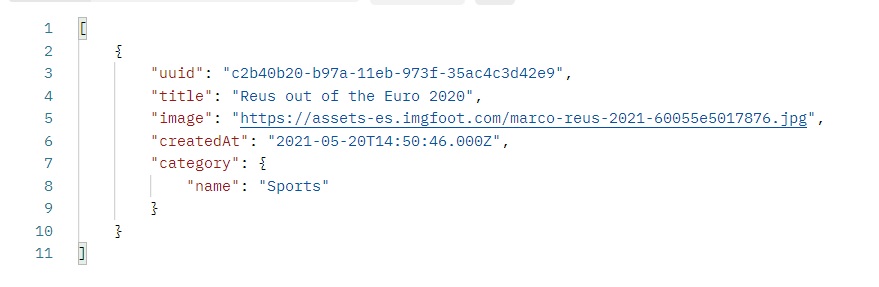 1 [
2 {
3 "uuid": "c2b40b20-b97a-11eb-973f-35ac4c3d42e9",
4 "title": "Reus out of the Euro 2020",
5 "image": "https://assets-es.imgfoot.com/marco-reus-2021-60055e5017876.jpg",
6 "createdAt": "2021-05-20T14:50:46.000Z",
7 "category": {
8 "name": "Sports"
9 }
10 }
11 ]